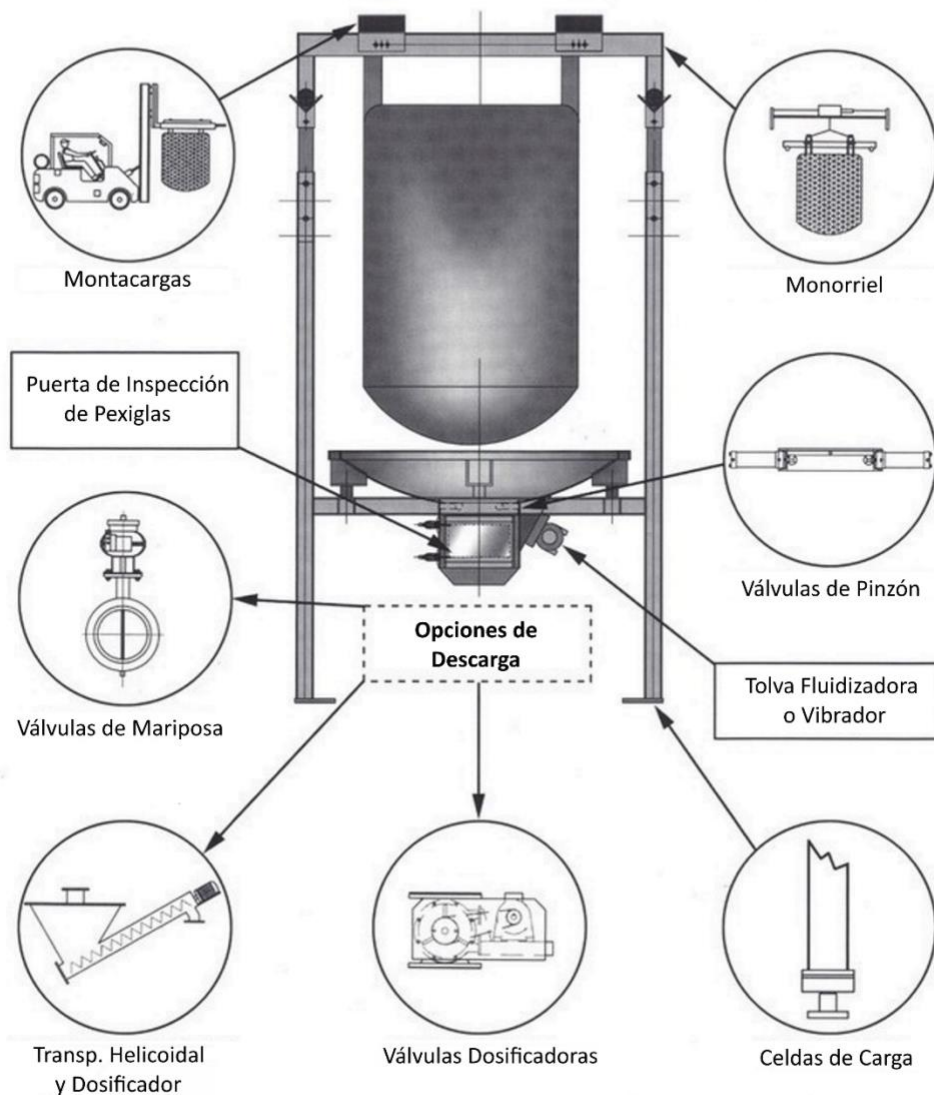 Montacargas
Monorriel
Puerta de Inspección
de Pexiglas
Válvulas de Pinzón
Opciones de
Descarga
Válvulas de Mariposa
Tolva Fluidizadora
o Vibrador
Transp. Helicoidal
y Dosificador
Válvulas Dosificadoras
Celdas de Carga